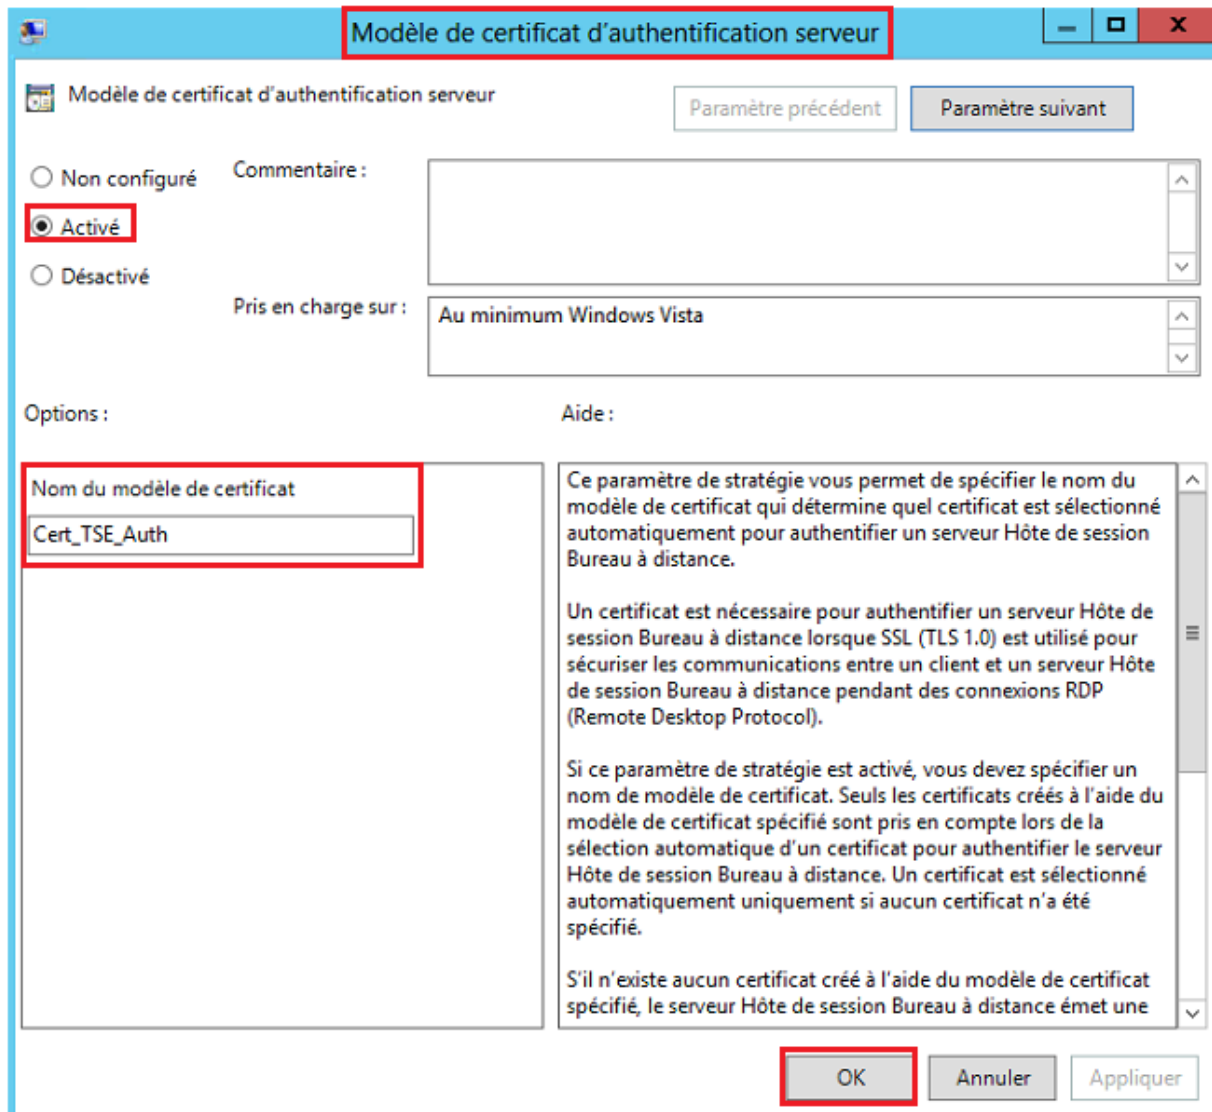 Modèle de certificat d'authentification serveur
Modèle de certificat d'authentification serveur
Paramètre précédent
Paramètre suivant
Non configuré
Commentaire :
Activé
Désactivé
Pris en charge sur :
Au minimum Windows Vista
Options :
Aide :
Nom du modèle de certificat
Cert_TSE_Auth
Ce paramètre de stratégie vous permet de spécifier le nom du
modèle de certificat qui détermine quel certificat est sélectionné
automatiquement pour authentifier un serveur Hôte de session
Bureau à distance.
Un certificat est nécessaire pour authentifier un serveur Hôte de
session Bureau à distance lorsque SSL (TLS 1.0) est utilisé pour
sécuriser les communications entre un client et un serveur Hôte
de session Bureau à distance pendant des connexions RDP
(Remote Desktop Protocol).
Si ce paramètre de stratégie est activé, vous devez spécifier un
nom de modèle de certificat. Seuls les certificats créés à l'aide du
modèle de certificat spécifié sont pris en compte lors de la
sélection automatique d'un certificat pour authentifier le serveur
Hôte de session Bureau à distance. Un certificat est sélectionné
automatiquement uniquement si aucun certificat n'a été
spécifié.
S'il n'existe aucun certificat créé à l'aide du modèle de certificat
spécifié, le serveur Hôte de session Bureau à distance émet une
OK
Annuler
Appliquer